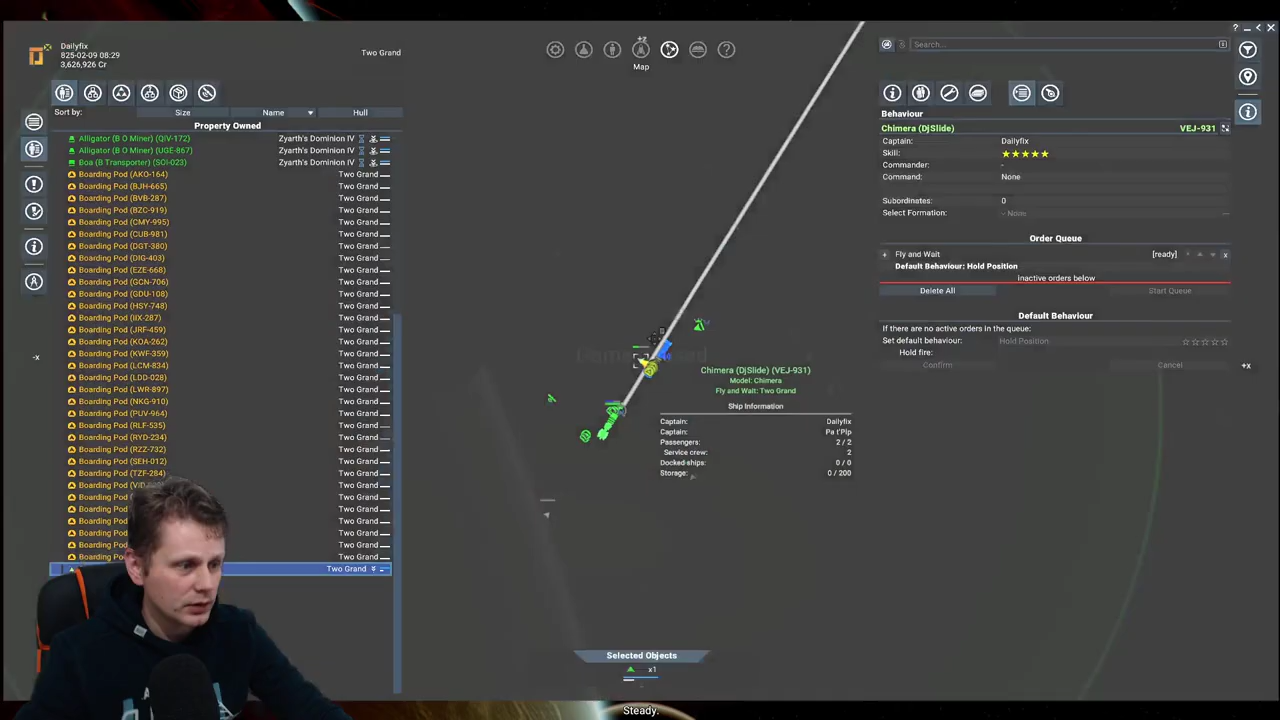 Dailyfix
825-02-09 08:29
3,626,926 Cr
Two Grand
+2
Map
Search...
Sort by:
Size
Name
Hull
Property Owned
Alligator (B O Miner) (QIV-172) Zyarth's Dominion IV
Alligator (B O Miner) (UGE-867) Zyarth's Dominion IV
Boa (B Transporter) (SOI-023) Zyarth's Dominion IV
Boarding Pod (AKO-164) Two Grand
Boarding Pod (BJH-665) Two Grand
Boarding Pod (BVB-287) Two Grand
Boarding Pod (BZC-919) Two Grand
Boarding Pod (CMY-995) Two Grand
Boarding Pod (CUB-981) Two Grand
Boarding Pod (DGT-380) Two Grand
Boarding Pod (DIG-403) Two Grand
Boarding Pod (EZE-668) Two Grand
Boarding Pod (GCN-706) Two Grand
Boarding Pod (GDU-108) Two Grand
Boarding Pod (HSY-748) Two Grand
Boarding Pod (IIX-287) Two Grand
Boarding Pod (JRF-459) Two Grand
Boarding Pod (KOA-262) Two Grand
Boarding Pod (KWF-359) Two Grand
Boarding Pod (LCM-834) Two Grand
Boarding Pod (LDD-028) Two Grand
Boarding Pod (LWR-897) Two Grand
Boarding Pod (NKG-910) Two Grand
Boarding Pod (PUV-964) Two Grand
Boarding Pod (RLF-535) Two Grand
Boarding Pod (RYD-234) Two Grand
Boarding Pod (RZZ-732) Two Grand
Boarding Pod (SEH-012) Two Grand
Boarding Pod (TZF-284) Two Grand
Boarding Pod Two Grand
Boarding Pod Two Grand
Boarding Two Grand
Boarding Two Grand
Boarding Two Grand
Boarding Two Grand
Boarding Pod Two Grand
Two Grand
-x
Chimera (DjSlide) (VEJ-931)
Model: Chimera
Fly and Wait: Two Grand
Ship Information
Captain: Dailyfix
Captain: Pa t'Pip
Passengers: 2 / 2
Service crew: 2
Docked-ships: 0 / 0
Storage: 0 / 200
Selected Objects
x1
Steady.
Behaviour
Chimera (DjSlide) VEJ-931
Captain: Dailyfix
Skill: ★★★★★
Commander: -
Command: None
Subordinates: 0
Select Formation: - None
Order Queue
Fly and Wait [ready] x
Default Behaviour: Hold Position
Inactive orders below
Delete All Start Queue
Default Behaviour
If there are no active orders in the queue:
Set default behaviour: Hold Position
Hold fire:
Confirm Cancel
+x